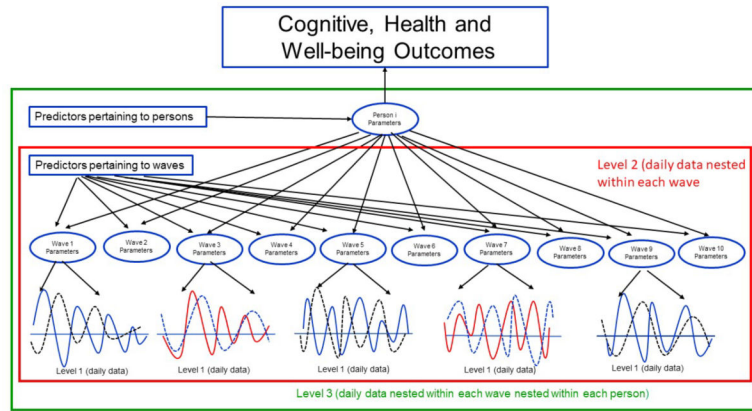 Cognitive, Health and
Well-being Outcomes
Predictors pertaining to persons
Person i
Parameters
Predictors pertaining to waves
Level 2 (daily data nested
within each wave
Wave 1
Parameters
Wave 2
Parameters
Wave 3
Parameters
Wave 4
Parameters
Wave 5
Parameters
Wave 6
Parameters
Wave 7
Parameters
Wave 8
Parameters
Wave 9
Parameters
Wave 10
Parameters
Level 1 (daily data)
Level 1 (daily data)
Level 1 (daily data)
Level 1 (daily data)
Level 1 (daily data)
Level 3 (daily data nested within each wave nested within each person)